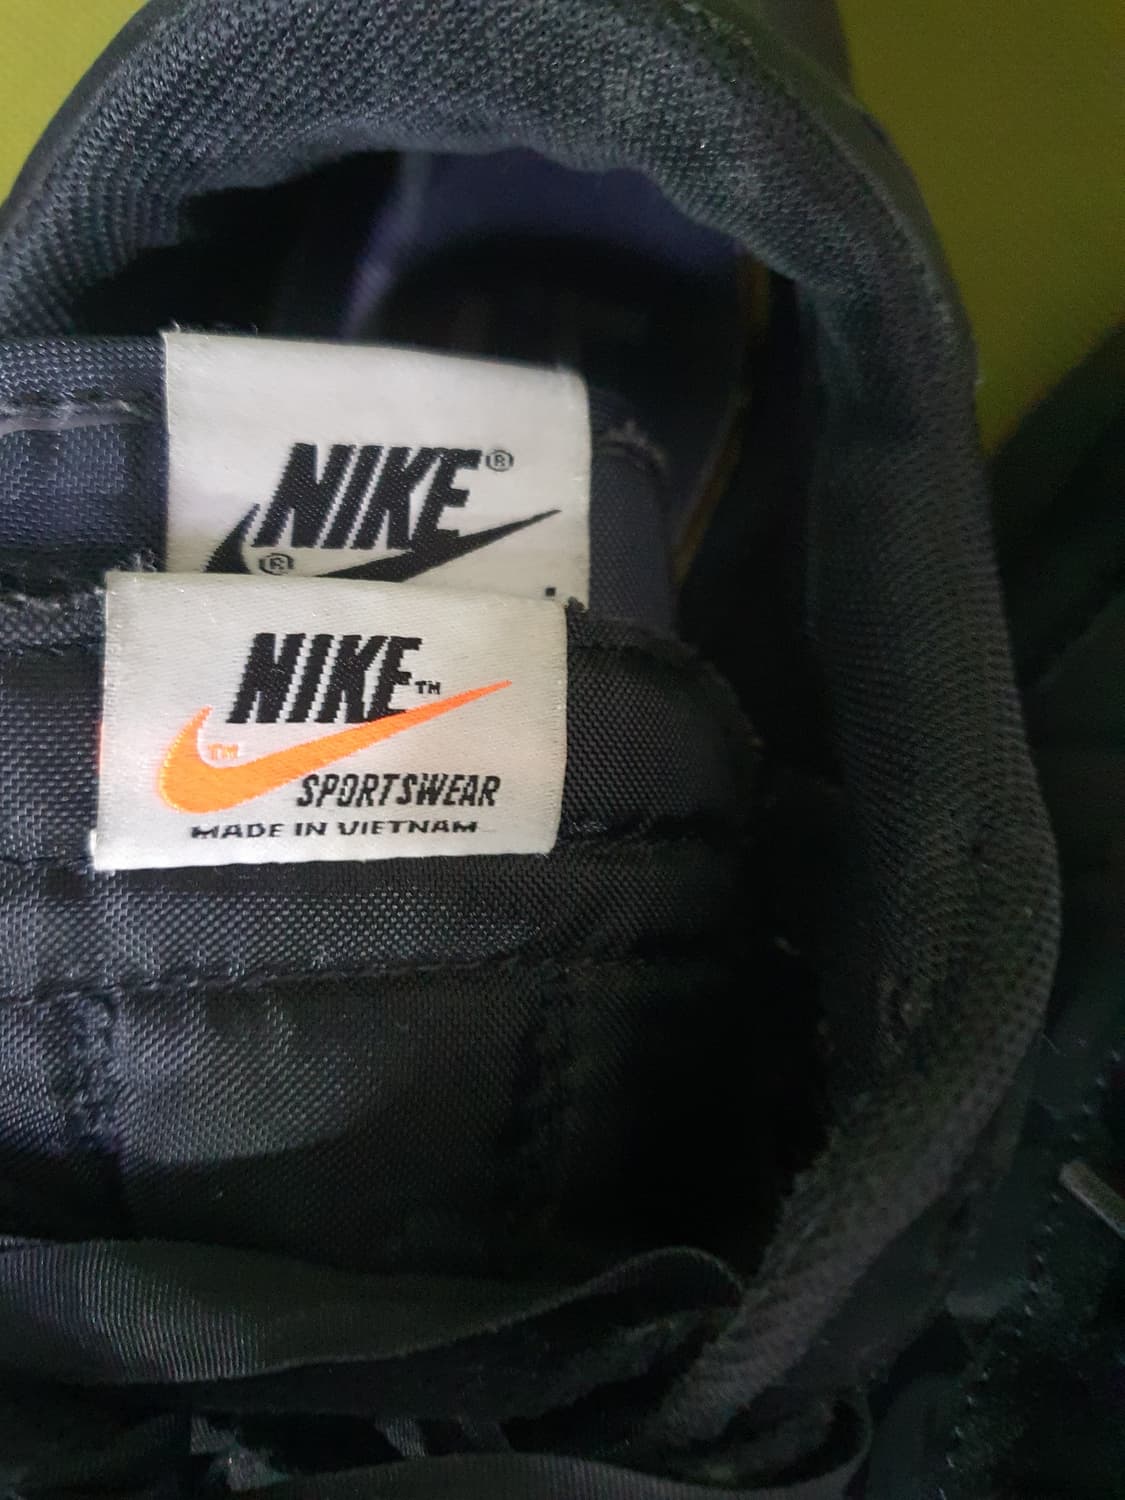 NIKE®
®
NIKE™
™
SPORTSWEAR
MADE IN VIETNAM